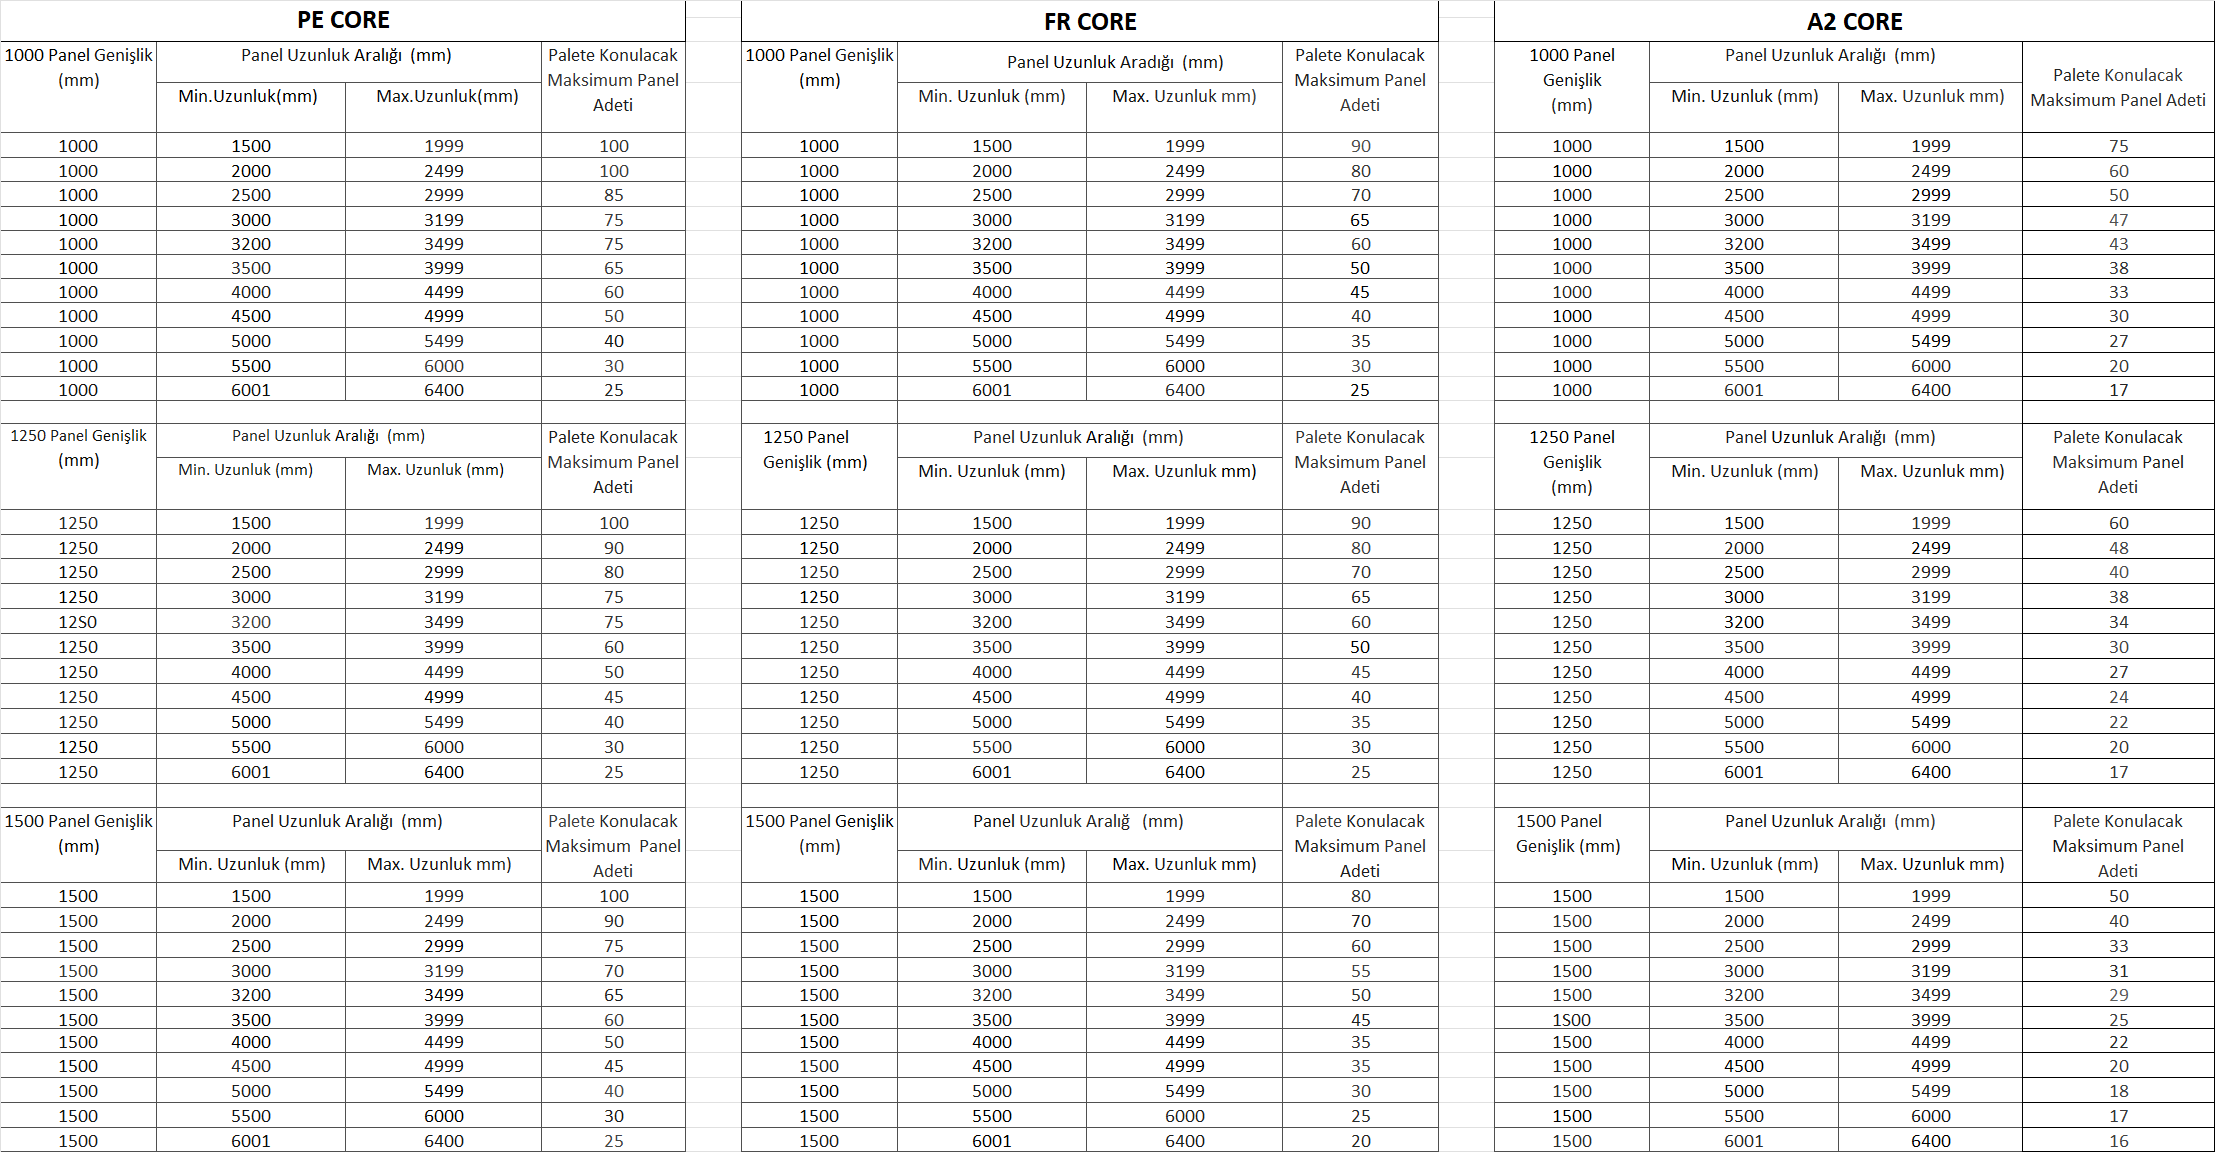 PE CORE
1000 Panel Genişlik (mm) Panel Uzunluk Aralığı (mm) Palete Konulacak Maksimum Panel Adeti
Min.Uzunluk(mm) Max.Uzunluk(mm)
1000 1500 1999 100
1000 2000 2499 100
1000 2500 2999 85
1000 3000 3199 75
1000 3200 3499 75
1000 3500 3999 65
1000 4000 4499 60
1000 4500 4999 50
1000 5000 5499 40
1000 5500 6000 30
1000 6001 6400 25
1250 Panel Genişlik (mm) Panel Uzunluk Aralığı (mm) Palete Konulacak Maksimum Panel Adeti
Min. Uzunluk (mm) Max. Uzunluk (mm)
1250 1500 1999 100
1250 2000 2499 90
1250 2500 2999 80
1250 3000 3199 75
12S0 3200 3499 75
1250 3500 3999 60
1250 4000 4499 50
1250 4500 4999 45
1250 5000 5499 40
1250 5500 6000 30
1250 6001 6400 25
1500 Panel Genişlik (mm) Panel Uzunluk Aralığı (mm) Palete Konulacak Maksimum Panel Adeti
Min. Uzunluk (mm) Max. Uzunluk mm)
1500 1500 1999 100
1500 2000 2499 90
1500 2500 2999 75
1500 3000 3199 70
1500 3200 3499 65
1500 3500 3999 60
1500 4000 4499 50
1500 4500 4999 45
1500 5000 5499 40
1500 5500 6000 30
1500 6001 6400 25
FR CORE
1000 Panel Genişlik (mm) Panel Uzunluk Aradığı (mm) Palete Konulacak Maksimum Panel Adeti
Min. Uzunluk (mm) Max. Uzunluk mm)
1000 1500 1999 90
1000 2000 2499 80
1000 2500 2999 70
1000 3000 3199 65
1000 3200 3499 60
1000 3500 3999 50
1000 4000 4499 45
1000 4500 4999 40
1000 5000 5499 35
1000 5500 6000 30
1000 6001 6400 25
1250 Panel Genişlik (mm) Panel Uzunluk Aralığı (mm) Palete Konulacak Maksimum Panel Adeti
Min. Uzunluk (mm) Max. Uzunluk mm)
1250 1500 1999 90
1250 2000 2499 80
1250 2500 2999 70
1250 3000 3199 65
1250 3200 3499 60
1250 3500 3999 50
1250 4000 4499 45
1250 4500 4999 40
1250 5000 5499 35
1250 5500 6000 30
1250 6001 6400 25
1500 Panel Genişlik (mm) Panel Uzunluk Aralığ (mm) Palete Konulacak Maksimum Panel Adeti
Min. Uzunluk (mm) Max. Uzunluk mm)
1500 1500 1999 80
1500 2000 2499 70
1500 2500 2999 60
1500 3000 3199 55
1500 3200 3499 50
1500 3500 3999 45
1500 4000 4499 35
1500 4500 4999 35
1500 5000 5499 30
1500 5500 6000 25
1500 6001 6400 20
A2 CORE
1000 Panel Genişlik (mm) Panel Uzunluk Aralığı (mm) Palete Konulacak Maksimum Panel Adeti
Min. Uzunluk (mm) Max. Uzunluk mm)
1000 1500 1999 75
1000 2000 2499 60
1000 2500 2999 50
1000 3000 3199 47
1000 3200 3499 43
1000 3500 3999 38
1000 4000 4499 33
1000 4500 4999 30
1000 5000 5499 27
1000 5500 6000 20
1000 6001 6400 17
1250 Panel Genişlik (mm) Panel Uzunluk Aralığı (mm) Palete Konulacak Maksimum Panel Adeti
Min. Uzunluk (mm) Max. Uzunluk mm)
1250 1500 1999 60
1250 2000 2499 48
1250 2500 2999 40
1250 3000 3199 38
1250 3200 3499 34
1250 3500 3999 30
1250 4000 4499 27
1250 4500 4999 24
1250 5000 5499 22
1250 5500 6000 20
1250 6001 6400 17
1500 Panel Genişlik (mm) Panel Uzunluk Aralığı (mm) Palete Konulacak Maksimum Panel Adeti
Min. Uzunluk (mm) Max. Uzunluk mm)
1500 1500 1999 50
1500 2000 2499 40
1500 2500 2999 33
1500 3000 3199 31
1500 3200 3499 29
1S00 3500 3999 25
1500 4000 4499 22
1500 4500 4999 20
1500 5000 5499 18
1500 5500 6000 17
1500 6001 6400 16